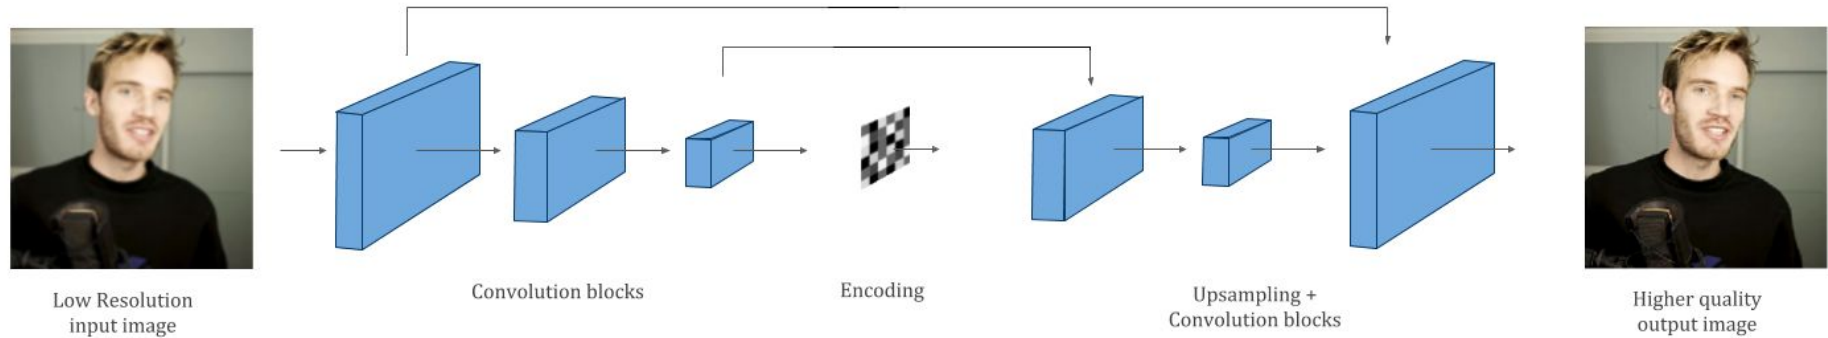 Low Resolution
input image
Convolution blocks
Encoding
Upsampling +
Convolution blocks
Higher quality
output image